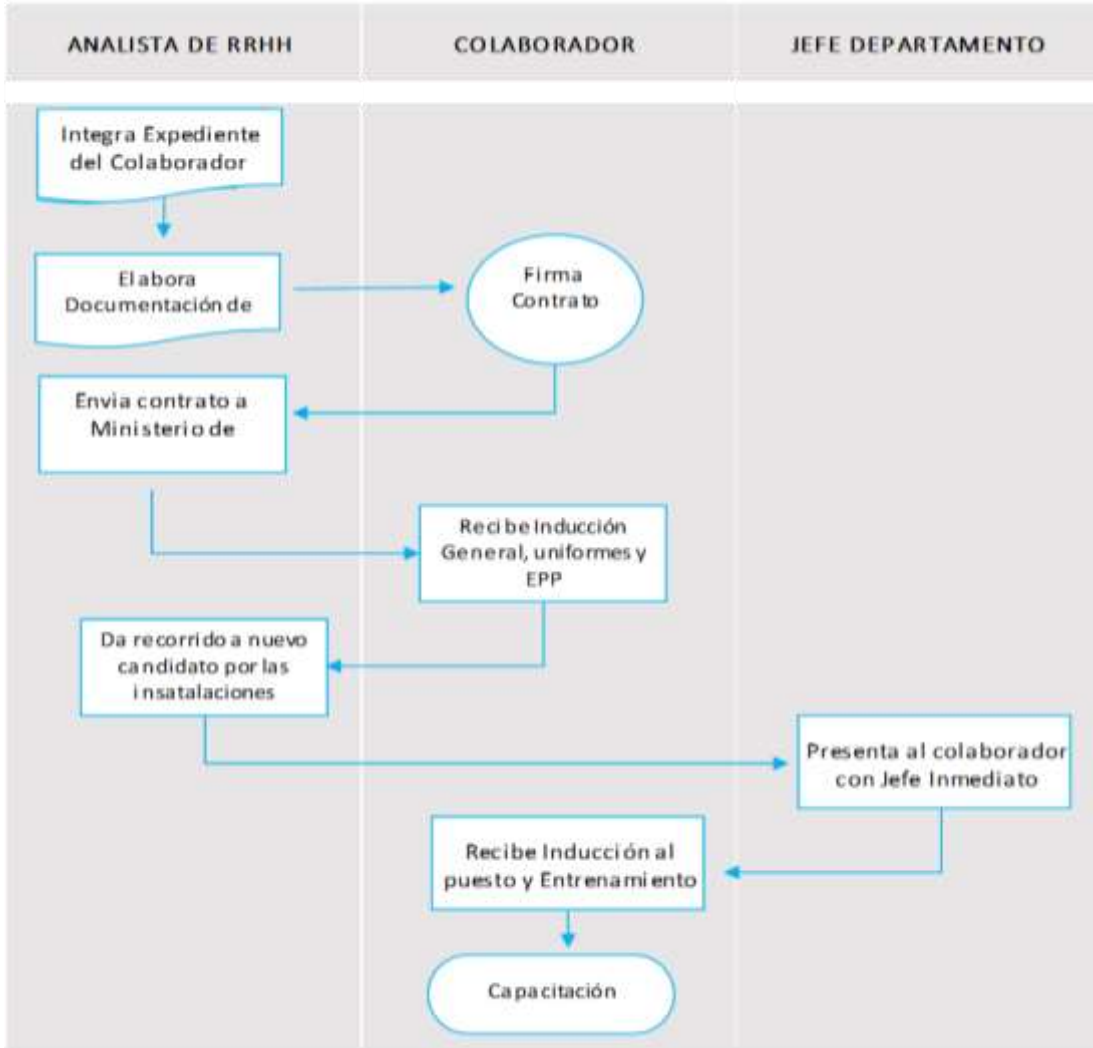 ANALISTA DE RRHH
COLABORADOR
JEFE DEPARTAMENTO
Integra Expediente
del Colaborador
Elabora
Documentación de
Firma
Contrato
Envia contrato a
Ministerio de
Recibe Inducción
General, uniformes y
EPP
Da recorrido a nuevo
candidato por las
insatalaciones
Presenta al colaborador
con Jefe Inmediato
Recibe Inducción al
puesto y Entrenamiento
Capacitación